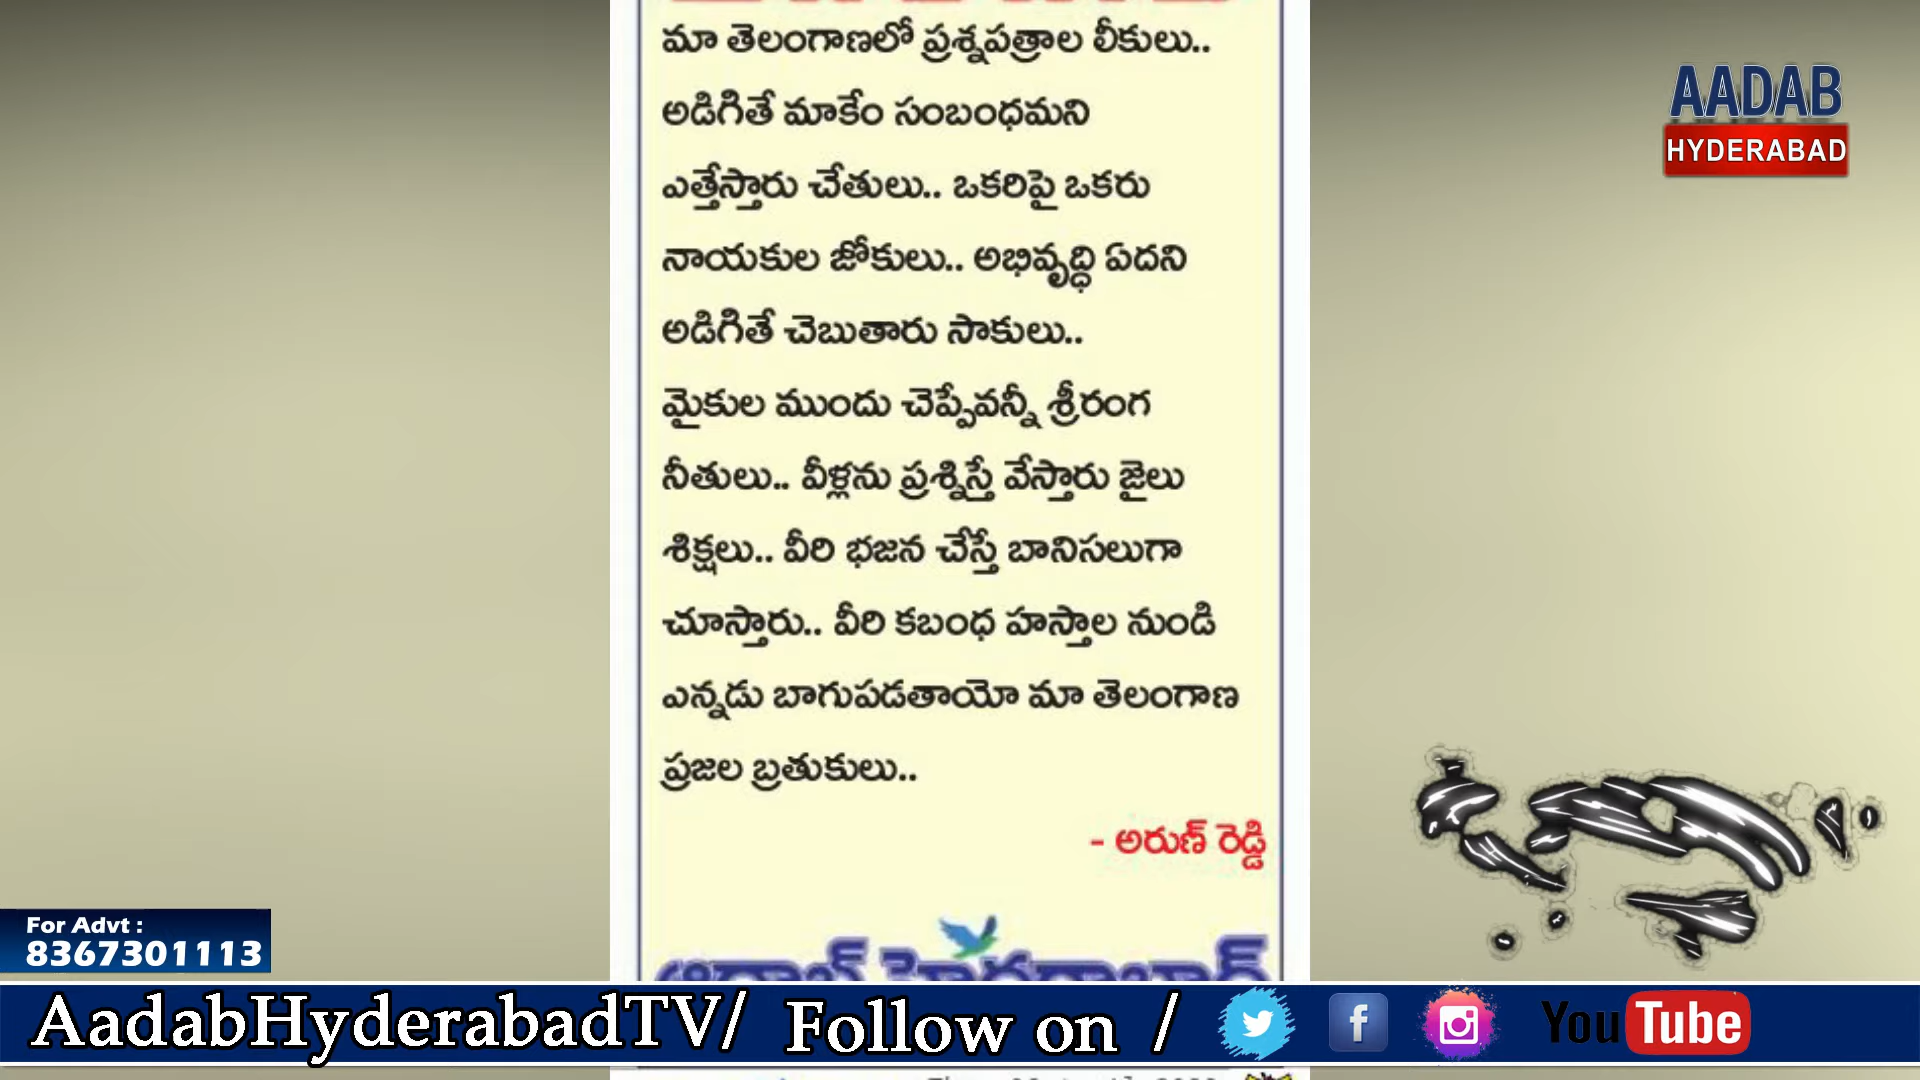 మా తెలంగాణలో ప్రశ్నపత్రాల లీకులు..
అడిగితే మాకేం సంబంధమని
ఎత్తేస్తారు చేతులు.. ఒకరిపై ఒకరు
నాయకుల జోకులు.. అభివృద్ధి ఏదని
అడిగితే చెబుతారు సాకులు..
మైకుల ముందు చెప్పేవన్నీ శ్రీరంగ
నీతులు.. వీళ్లను ప్రశ్నిస్తే వేస్తారు జైలు
శిక్షలు.. వీరి భజన చేస్తే బానిసలుగా
చూస్తారు.. వీరి కబంధ హస్తాల నుండి
ఎన్నడు బాగుపడతాయో మా తెలంగాణ
ప్రజల బ్రతుకులు..
- అరుణ్ రెడ్డి
AADAB
HYDERABAD
For Advt :
8367301113
AadabHyderabadTV/ Follow on /
YouTube